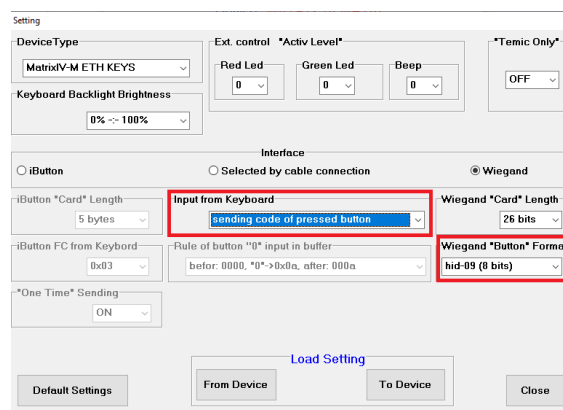 Setting
DeviceType
MatrixIV-M ETH KEYS
Ext. control "Activ Level"
Red Led
0
Green Led
0
Beep
0
"Temic Only"
OFF
Keyboard Backlight Brightness
0% -:- 100%
Interface
iButton
Selected by cable connection
Wiegand
iButton "Card" Length
5 bytes
Input from Keyboard
sending code of pressed button
Wiegand "Card" Length
26 bits
iButton FC from Keybord
0x03
Rule of button "0" input in buffer
befor: 0000, "0"->0x0a, after: 000a
Wiegand "Button" Forma
hid-09 (8 bits)
"One Time" Sending
ON
Load Setting
Default Settings
From Device
To Device
Close